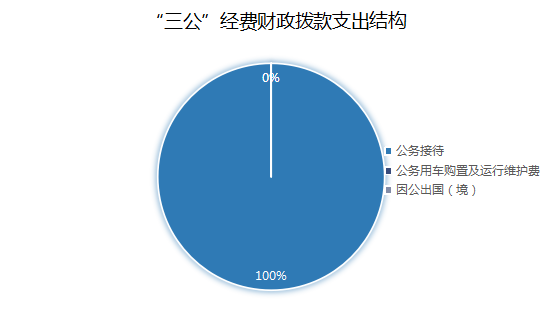 “三公”经费财政拨款支出结构
0%
公务接待
公务用车购置及运行维护费
因公出国（境）
100%